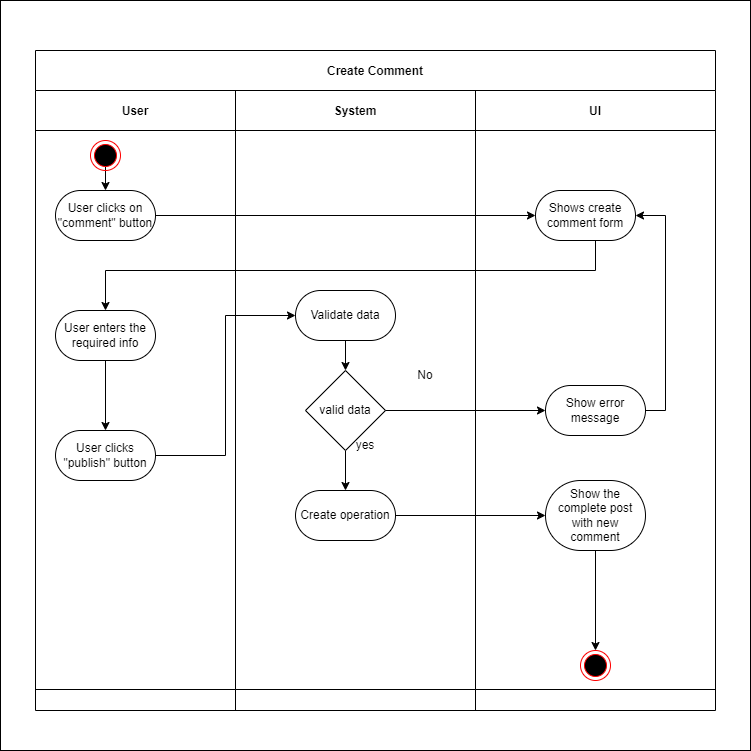 Create Comment
User
System
UI
User clicks on
"comment" button
Shows create
comment form
User enters the
required info
Validate data
No
valid data
Show error
message
yes
User clicks
"publish" button
Create operation
Show the
complete post
with new
comment